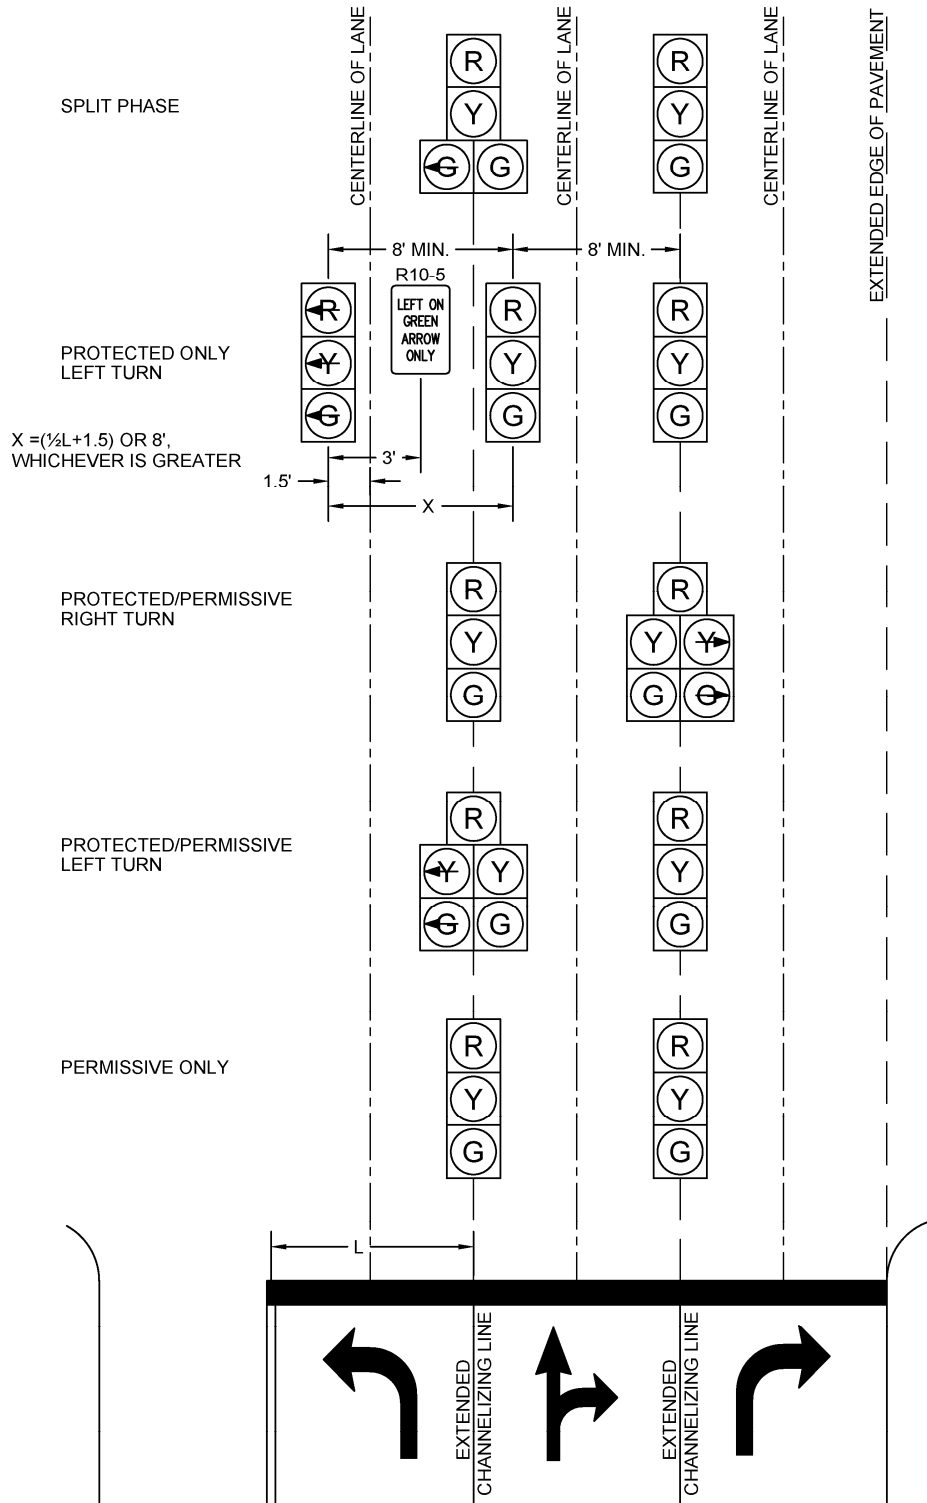 CENTERLINE OF LANE
CENTERLINE OF LANE
CENTERLINE OF LANE
EXTENDED EDGE OF PAVEMENT
SPLIT PHASE
R
Y
G G
R
Y
G
8' MIN.
8' MIN.
R10-5
LEFT ON
GREEN
ARROW
ONLY
PROTECTED ONLY
LEFT TURN
R
Y
G
R
Y
G
R
Y
G
X =(½L+1.5) OR 8',
WHICHEVER IS GREATER
3'
1.5'
X
PROTECTED/PERMISSIVE
RIGHT TURN
R
Y
G
R
Y Y
G G
PROTECTED/PERMISSIVE
LEFT TURN
R
Y Y
G G
R
Y
G
PERMISSIVE ONLY
R
Y
G
R
Y
G
L
EXTENDED
CHANNELIZING LINE
EXTENDED
CHANNELIZING LINE